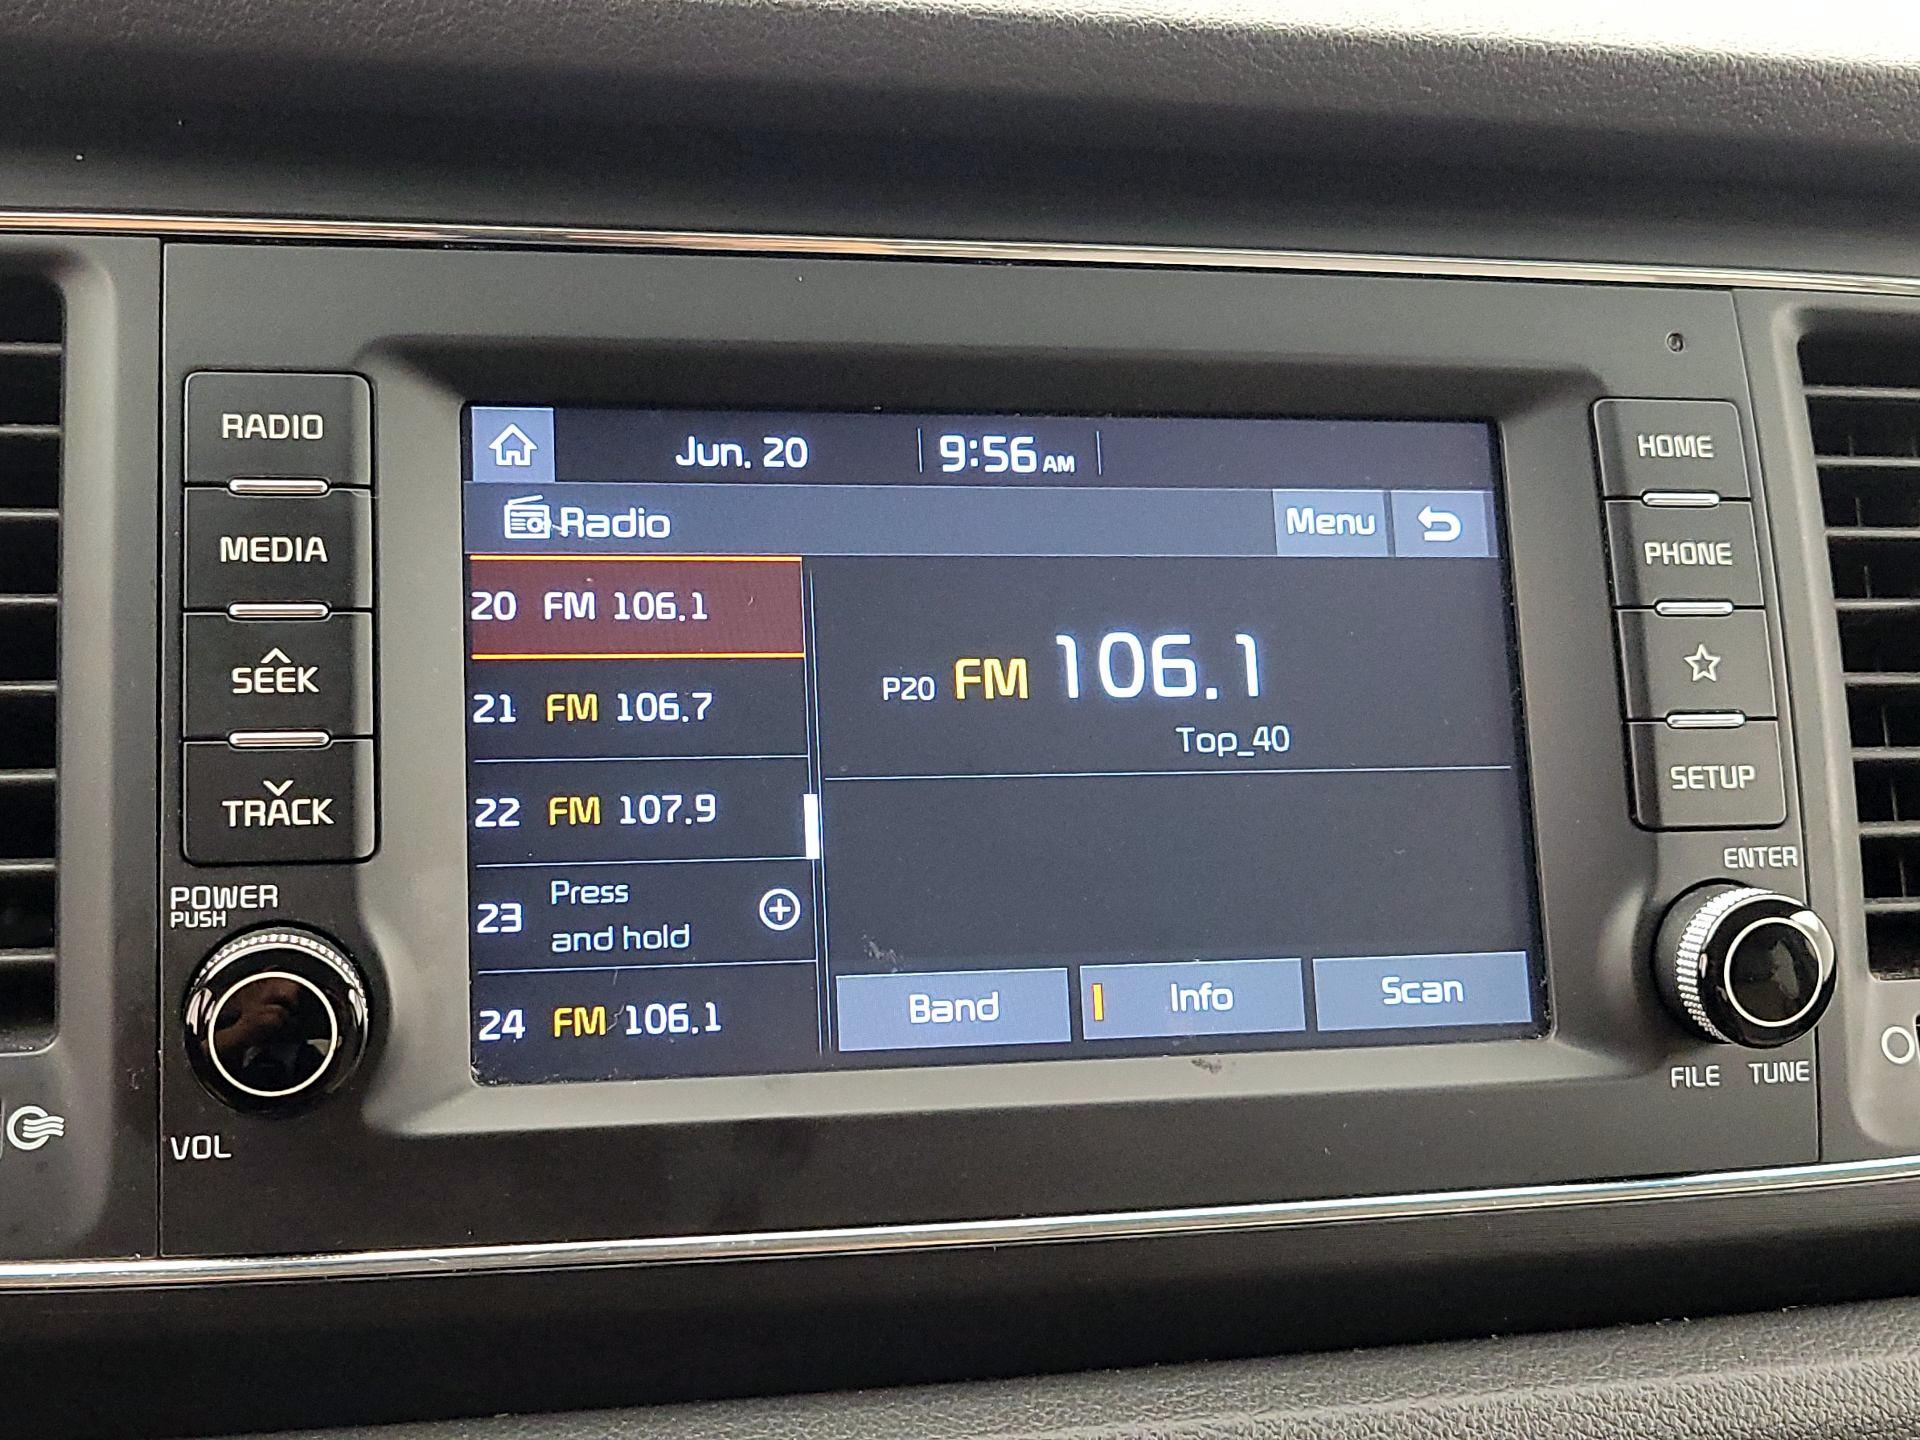 RADIO
MEDIA
SEEK
TRACK
POWER
PUSH
VOL
Jun. 20
9:56 AM
Radio
Menu
20 FM 106.1
21 FM 106.7
22 FM 107.9
23 Press
and hold
24 FM 106.1
P20 FM 106.1
Top_40
Band
Info
Scan
HOME
PHONE
SETUP
ENTER
FILE TUNE